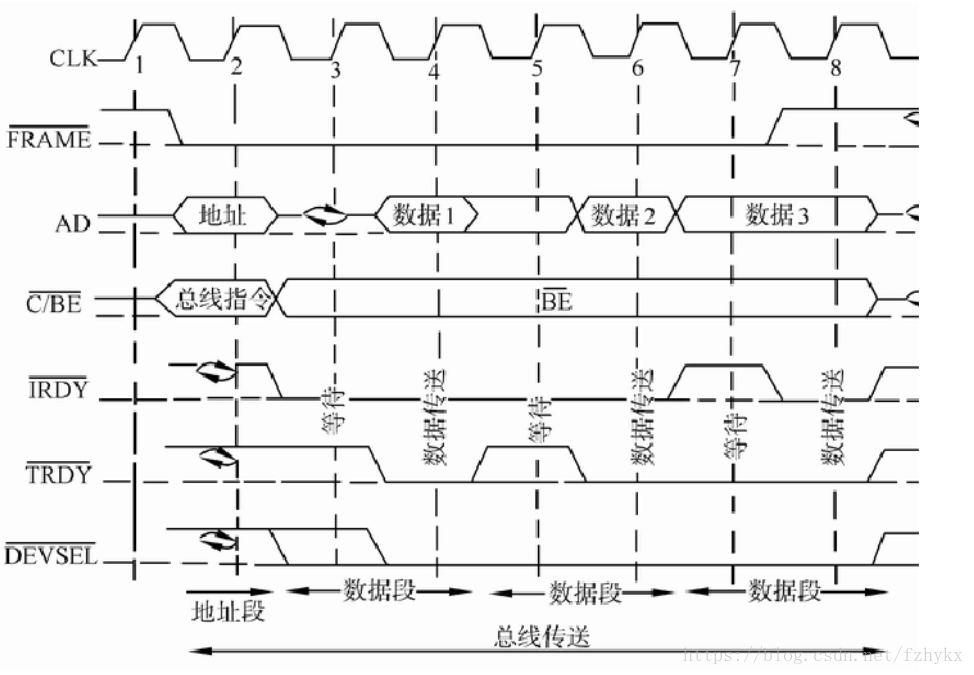 CLK 1 2 3 4 5 6 7 8
FRAME
AD 地址 数据1 数据2 数据3
C/BE 总线指令 BE
IRDY
等待 数据传送 等待 数据传送 等待 数据传送
TRDY
DEVSEL
地址段 数据段 数据段 数据段
总线传送
https://blog.csdn.net/fzhykx